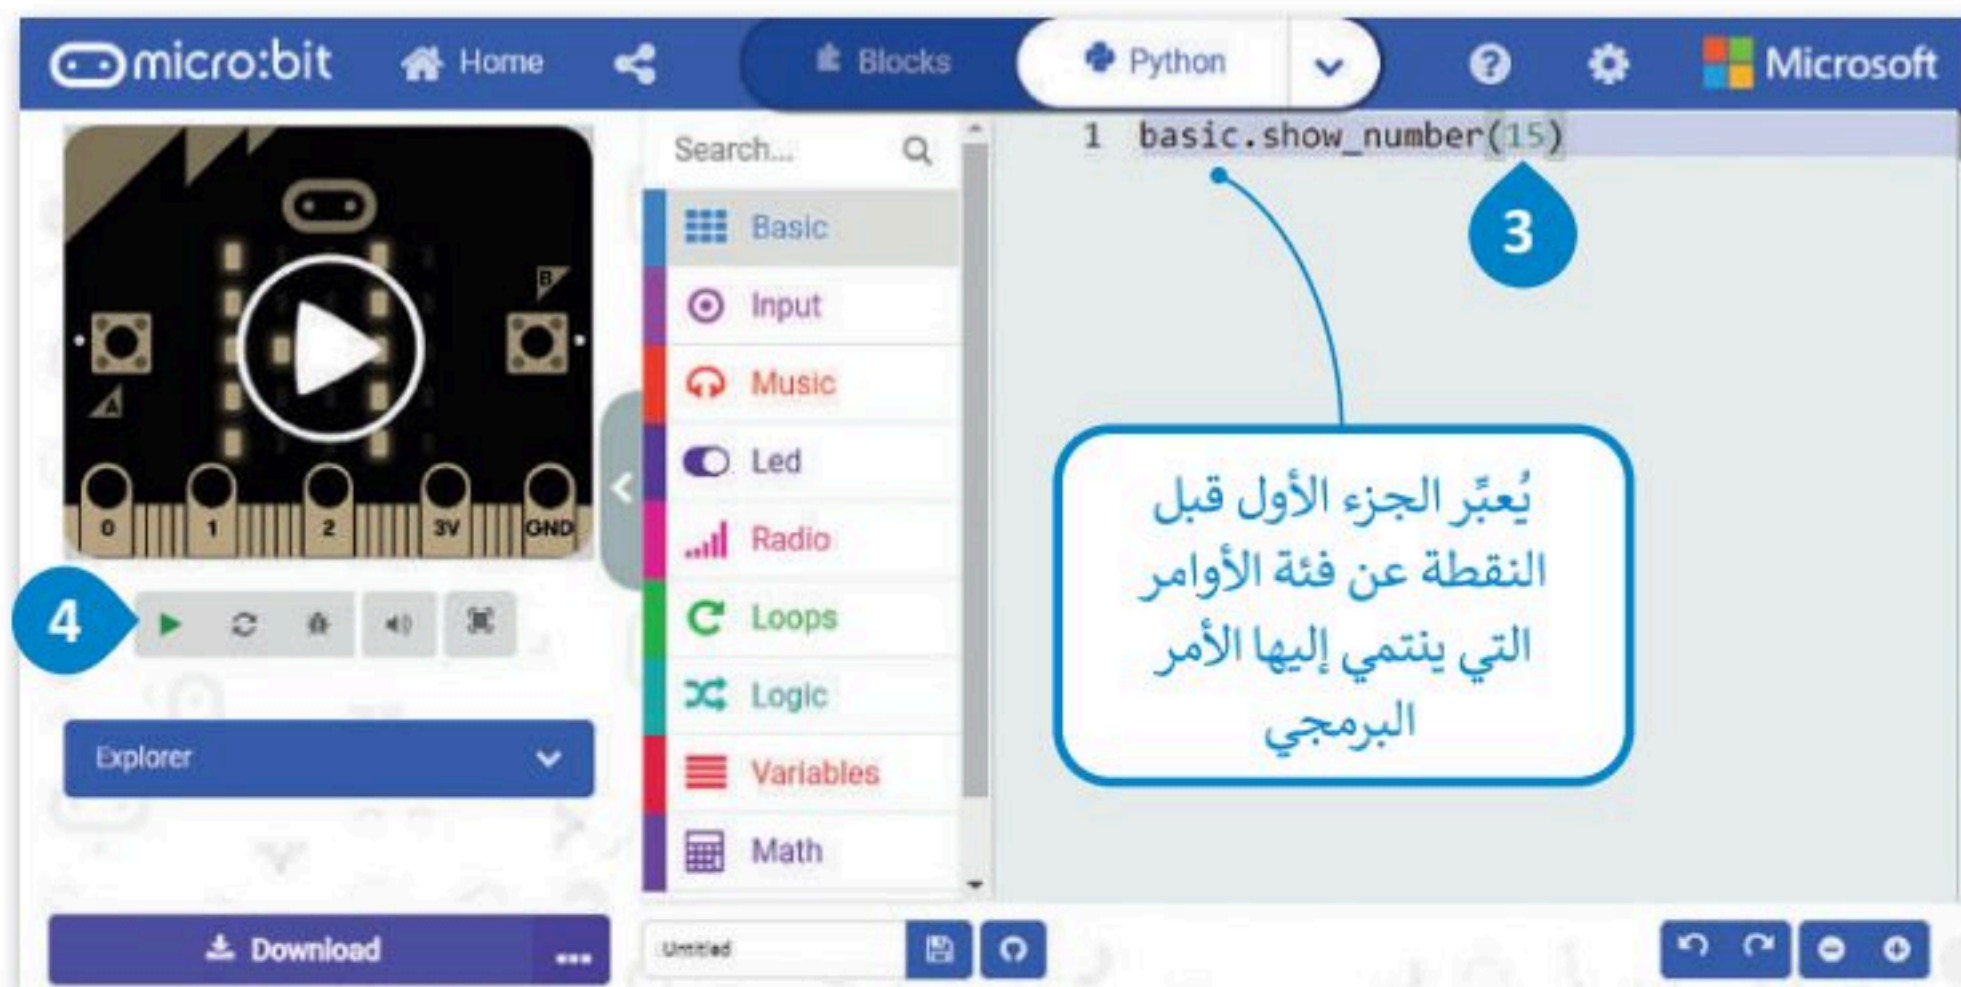 micro:bit Home Blocks Python Microsoft
B
A
0 1 2 3V GND
4
Explorer
Download ...
Search...
Basic
Input
Music
Led
Radio
Loops
Logic
Variables
Math
Untitled
1 basic.show_number(15)
3
يُعبِّر الجزء الأول قبل
النقطة عن فئة الأوامر
التي ينتمي إليها الأمر
البرمجي